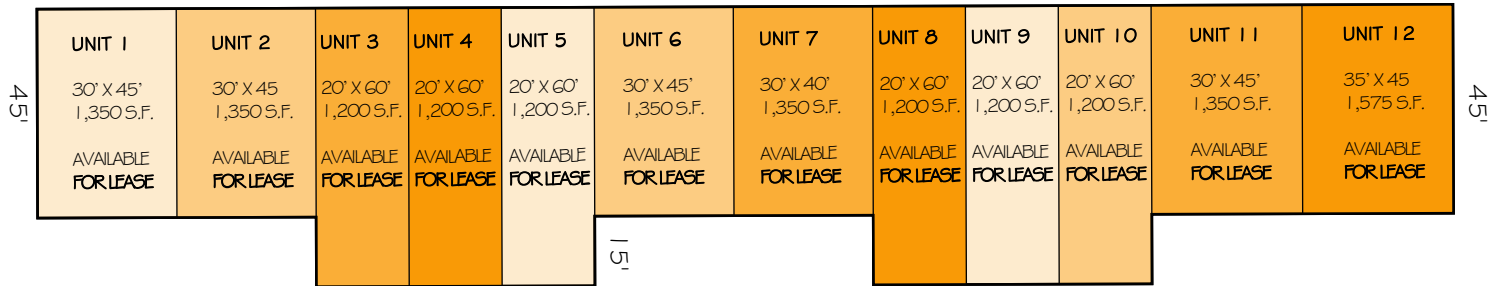 45'
UNIT 1
30' X 45'
1,350 S.F.
AVAILABLE
FOR LEASE
UNIT 2
30' X 45
1,350 S.F.
AVAILABLE
FOR LEASE
UNIT 3
20' X 60'
1,200 S.F.
AVAILABLE
FOR LEASE
UNIT 4
20' X 60'
1,200 S.F.
AVAILABLE
FOR LEASE
UNIT 5
20' X 60'
1,200 S.F.
AVAILABLE
FOR LEASE
15'
UNIT 6
30' X 45'
1,350 S.F.
AVAILABLE
FOR LEASE
UNIT 7
30' X 40'
1,350 S.F.
AVAILABLE
FOR LEASE
UNIT 8
20' X 60'
1,200 S.F.
AVAILABLE
FOR LEASE
UNIT 9
20' X 60'
1,200 S.F.
AVAILABLE
FOR LEASE
UNIT 10
20' X 60'
1,200 S.F.
AVAILABLE
FOR LEASE
UNIT 11
30' X 45'
1,350 S.F.
AVAILABLE
FOR LEASE
UNIT 12
35' X 45
1,575 S.F.
AVAILABLE
FOR LEASE
45'